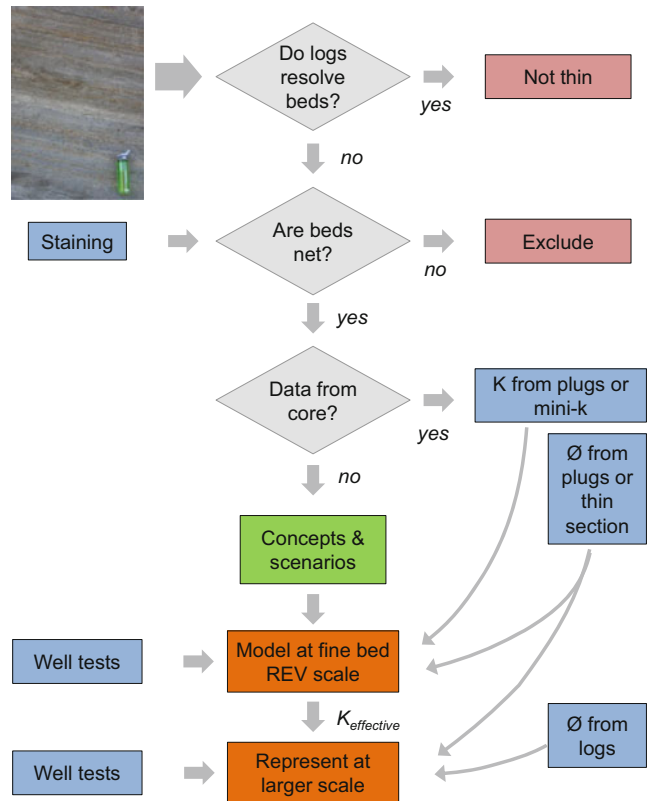 Do logs
resolve
beds?
yes
Not thin
no
Staining
Are beds
net?
no
Exclude
yes
Data from
core?
yes
K from plugs or
mini-k
Ø from
plugs or
thin
section
no
Concepts &
scenarios
Well tests
Model at fine bed
REV scale
Keffective
Ø from
logs
Well tests
Represent at
larger scale